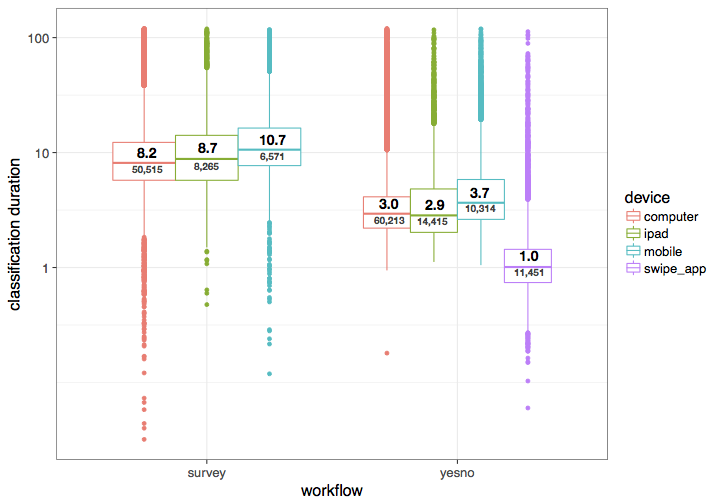 100
10
1
classification duration
8.2
50,515
8.7
8,265
10.7
6,571
3.0
60,213
2.9
14,415
3.7
10,314
1.0
11,451
survey
yesno
workflow
device
computer
ipad
mobile
swipe_app